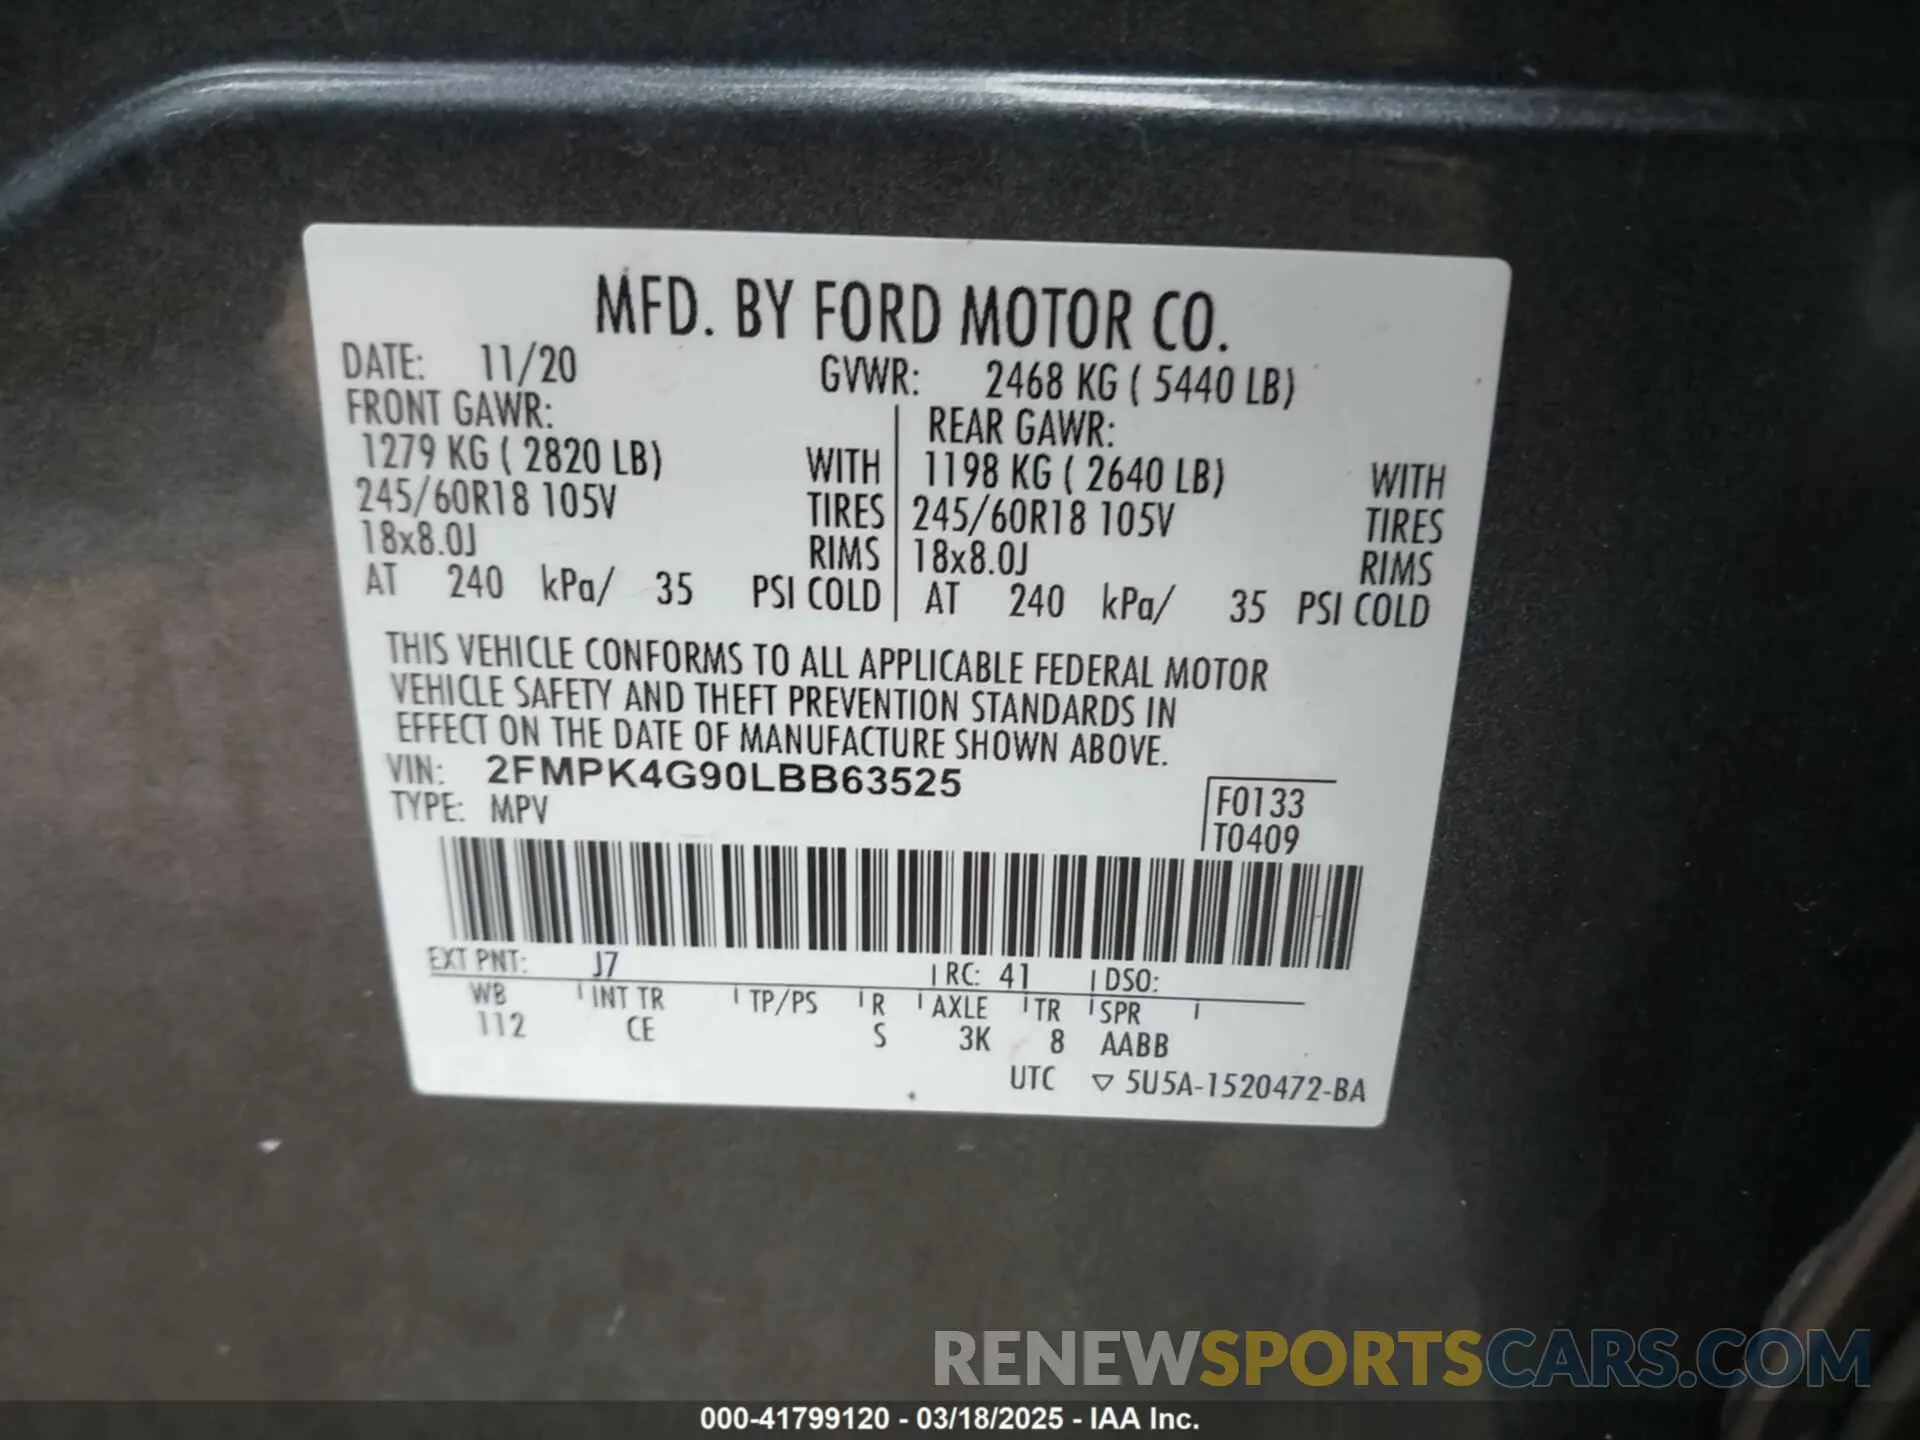 MFD. BY FORD MOTOR CO.
DATE: 11/20 GVWR: 2468 KG ( 5440 LB)
FRONT GAWR: REAR GAWR:
1279 KG ( 2820 LB) WITH 1198 KG ( 2640 LB) WITH
245/60R18 105V TIRES 245/60R18 105V TIRES
18x8.0J RIMS 18x8.0J RIMS
AT 240 kPa/ 35 PSI COLD AT 240 kPa/ 35 PSI COLD
THIS VEHICLE CONFORMS TO ALL APPLICABLE FEDERAL MOTOR
VEHICLE SAFETY AND THEFT PREVENTION STANDARDS IN
EFFECT ON THE DATE OF MANUFACTURE SHOWN ABOVE.
VIN: 2FMPK4G90LBB63525
TYPE: MPV
F0133
T0409
EXT PNT: J7 RC: 41 DSO:
WB INT TR TP/PS R AXLE TR SPR
112 CE S 3K 8 AABB
UTC ▽ 5U5A-1520472-BA
RENEWSPORTSCARS.COM
000-41799120 - 03/18/2025 - IAA Inc.